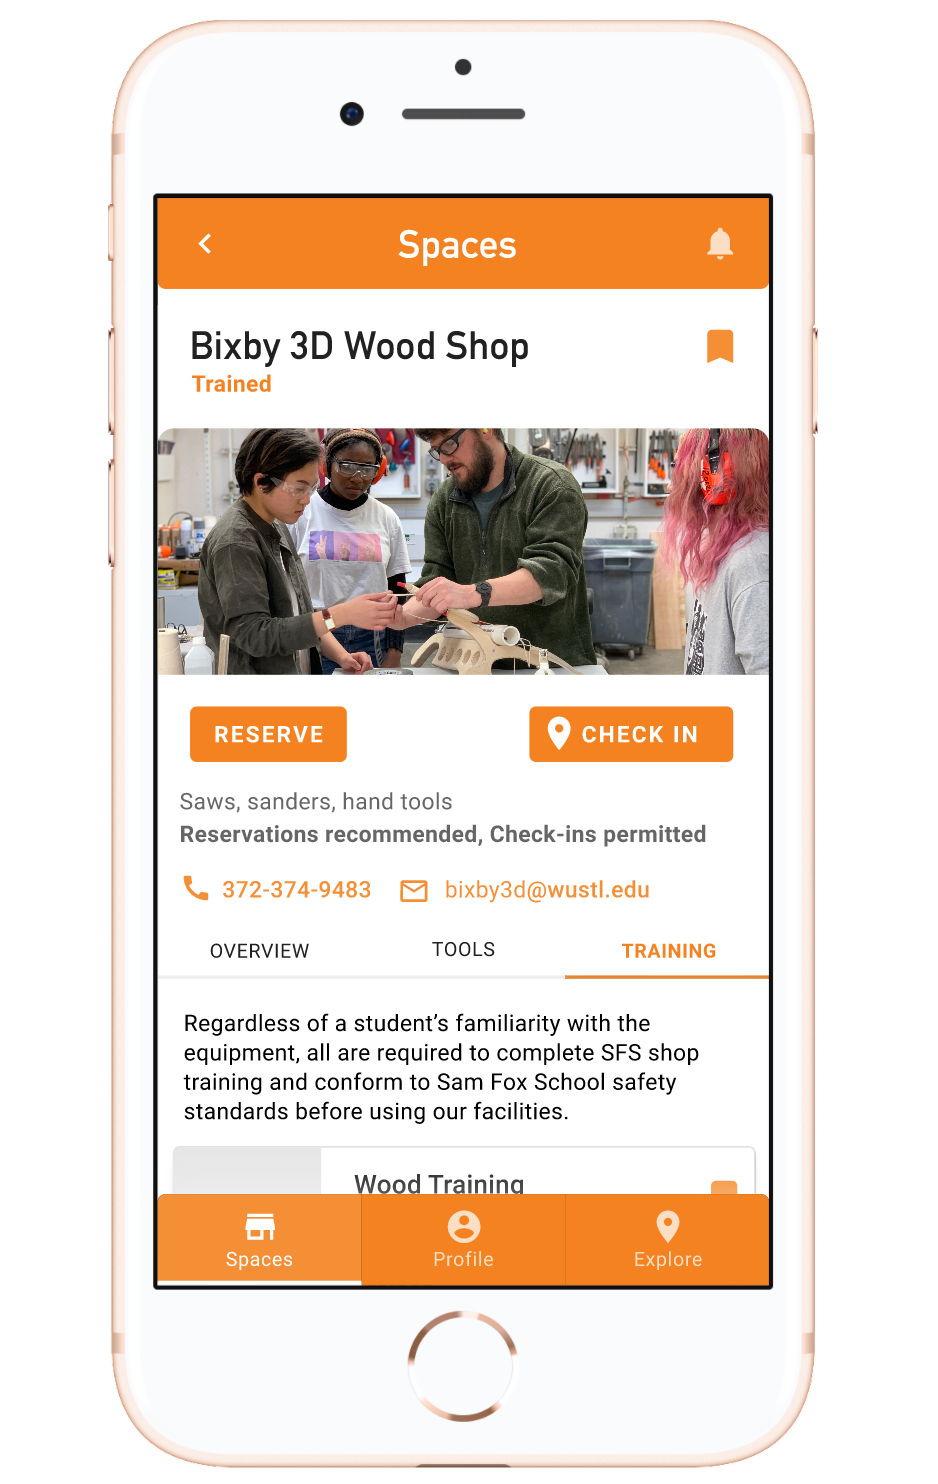 Spaces
Bixby 3D Wood Shop
Trained
RESERVE
CHECK IN
Saws, sanders, hand tools
Reservations recommended, Check-ins permitted
372-374-9483
bixby3d@wustl.edu
OVERVIEW
TOOLS
TRAINING
Regardless of a student’s familiarity with the
equipment, all are required to complete SFS shop
training and conform to Sam Fox School safety
standards before using our facilities.
Wood Training
Spaces
Profile
Explore